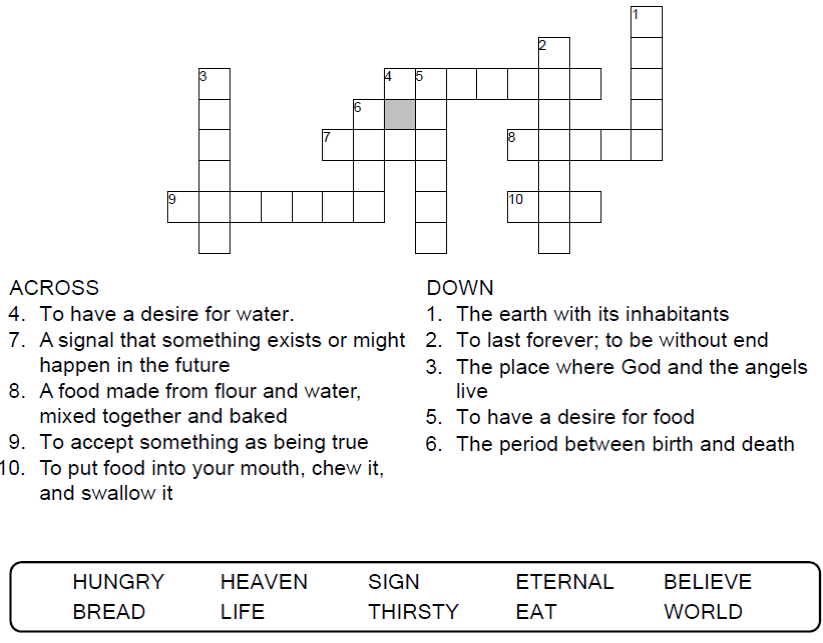 1
2
3
4 5
6
7
8
9
10
ACROSS
4. To have a desire for water.
7. A signal that something exists or might
happen in the future
8. A food made from flour and water,
mixed together and baked
9. To accept something as being true
10. To put food into your mouth, chew it,
and swallow it
DOWN
1. The earth with its inhabitants
2. To last forever; to be without end
3. The place where God and the angels
live
5. To have a desire for food
6. The period between birth and death
HUNGRY HEAVEN SIGN ETERNAL BELIEVE
BREAD LIFE THIRSTY EAT WORLD